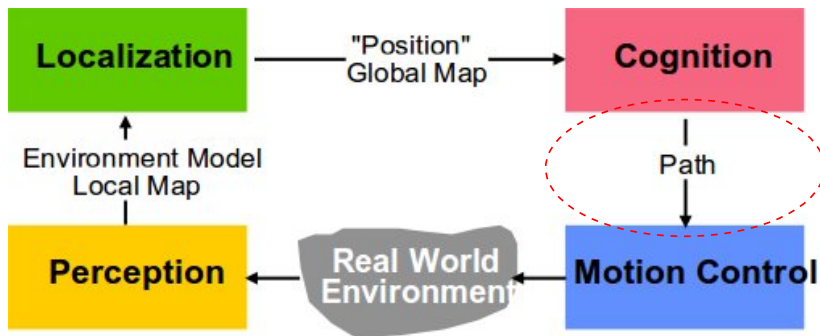 Localization
"Position"
Global Map
Cognition
Environment Model
Local Map
Path
Perception
Real World
Environment
Motion Control